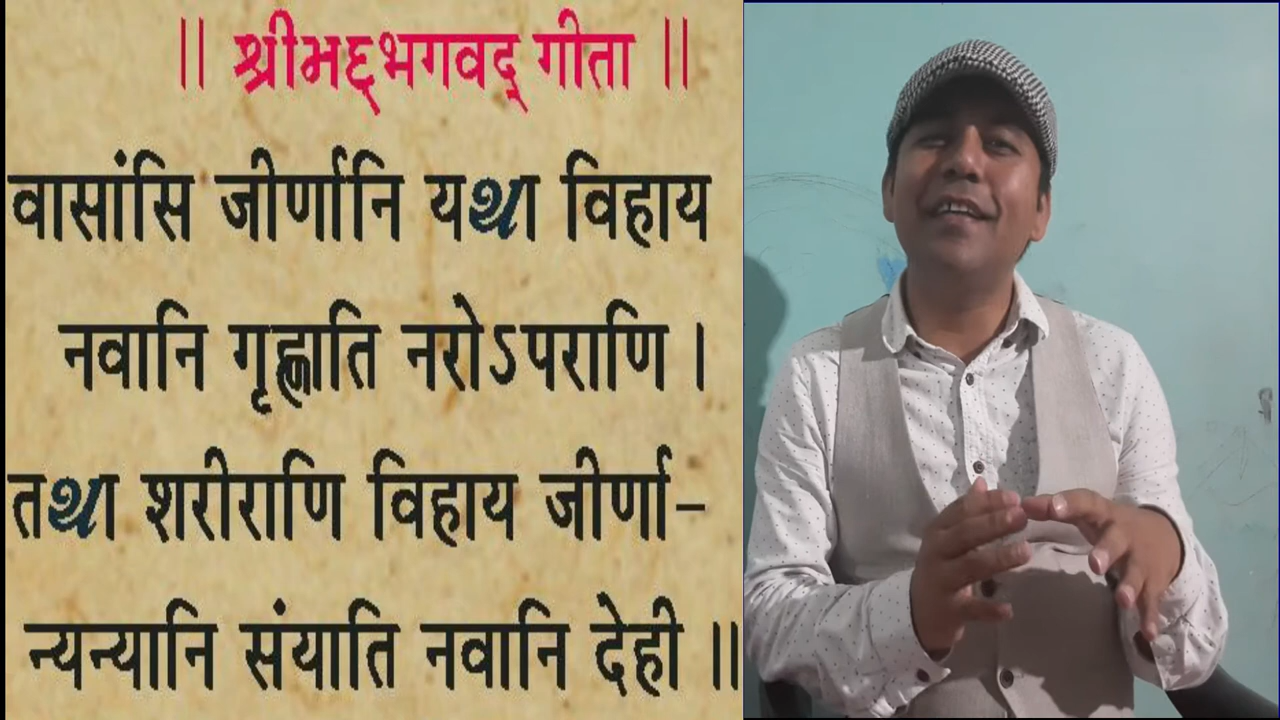 || श्रीमद्भगवद् गीता ||
वासांसि जीर्णानि यथा विहाय
नवानि गृह्णाति नरोऽपराणि ।
तथा शरीराणि विहाय जीर्णा-
न्यन्यानि संयाति नवानि देही ॥